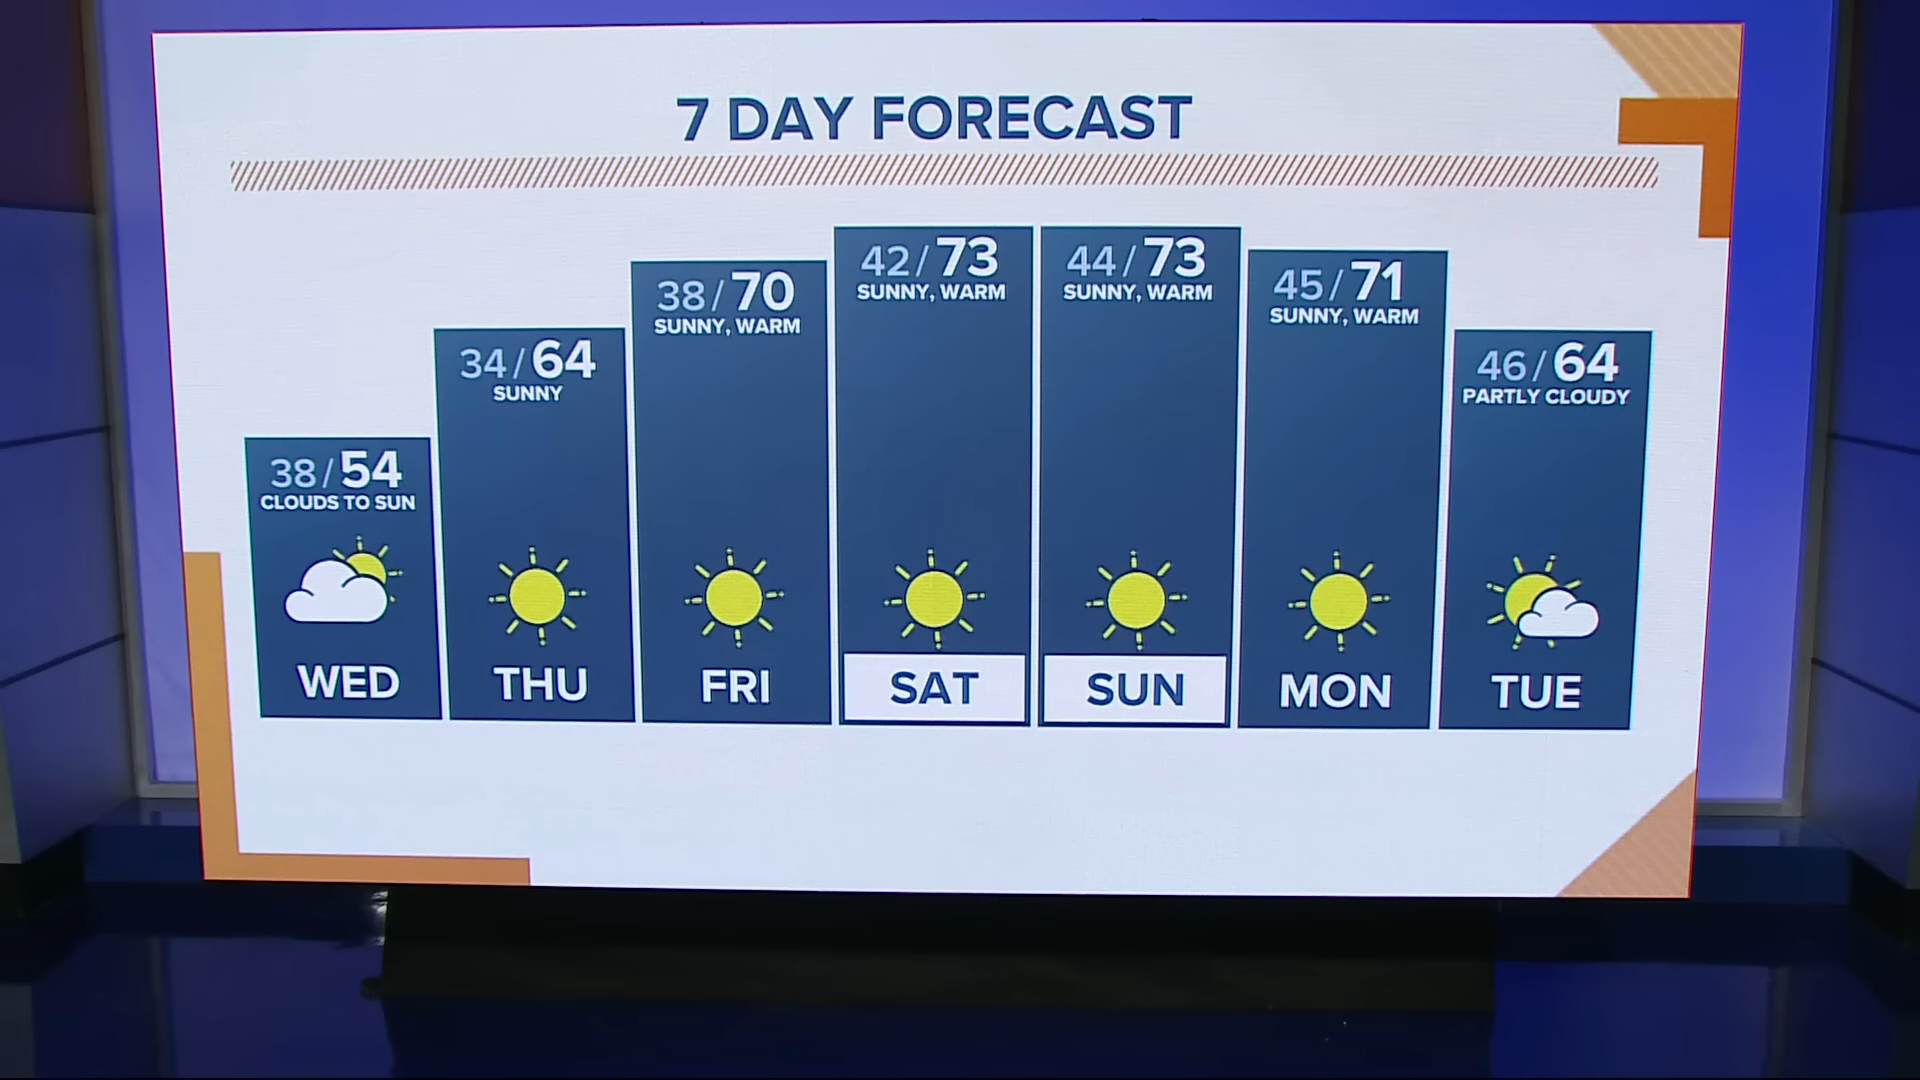 7 DAY FORECAST
38/54
CLOUDS TO SUN
WED
34/64
SUNNY
THU
38/70
SUNNY, WARM
FRI
42/73
SUNNY, WARM
SAT
44/73
SUNNY, WARM
SUN
45/71
SUNNY, WARM
MON
46/64
PARTLY CLOUDY
TUE